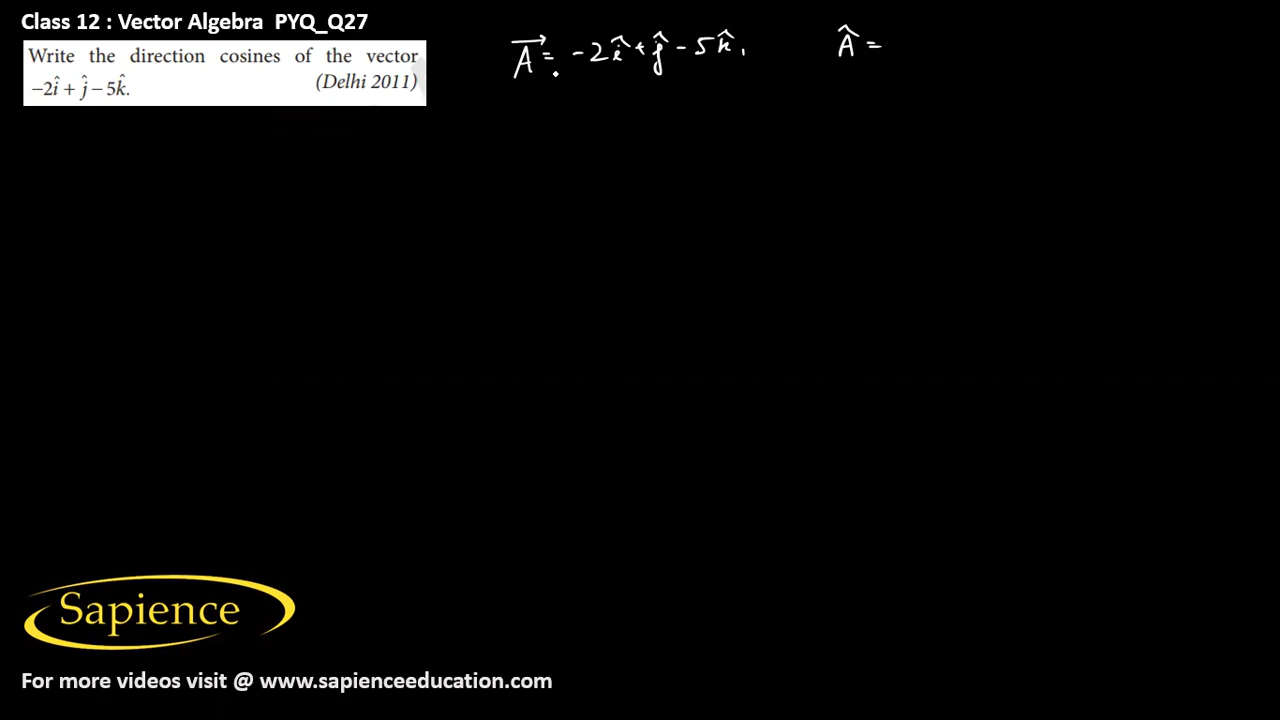 Class 12 : Vector Algebra PYQ_Q27
Write the direction cosines of the vector
−2î + ĵ − 5k̂. (Delhi 2011)
A⃗ = −2î + ĵ − 5k̂, Â =
Sapience
For more videos visit @ www.sapienceeducation.com